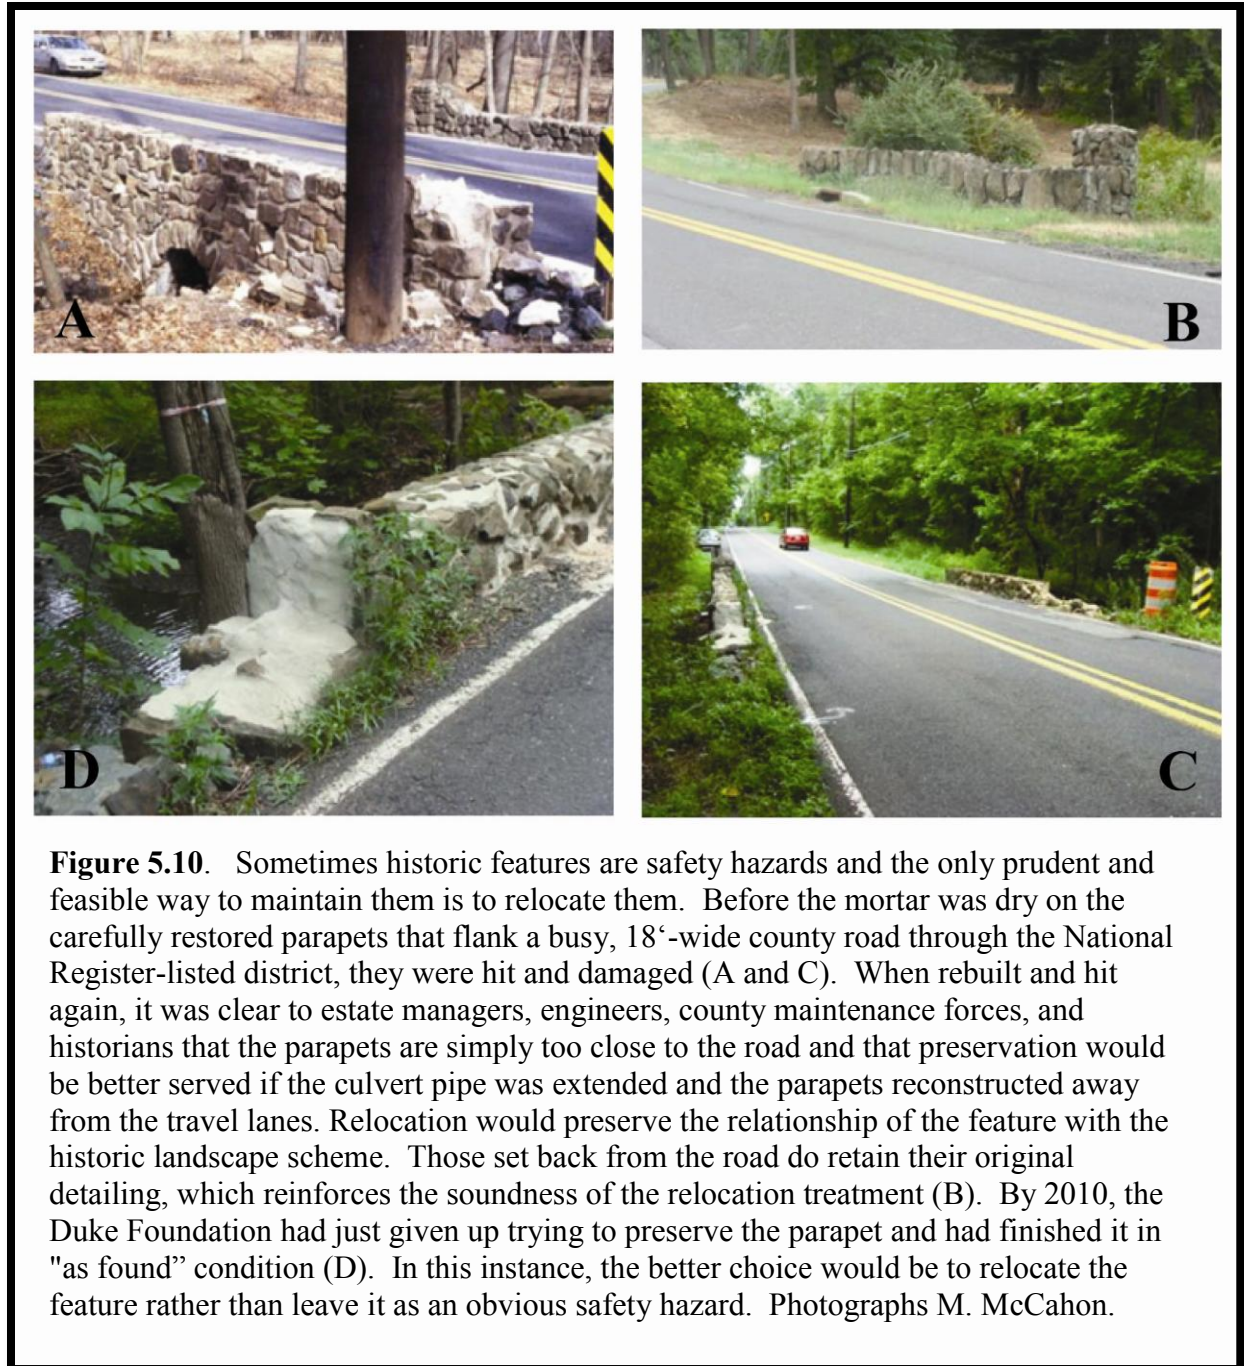 A
B
D
C
Figure 5.10.   Sometimes historic features are safety hazards and the only prudent and
feasible way to maintain them is to relocate them.  Before the mortar was dry on the
carefully restored parapets that flank a busy, 18‘-wide county road through the National
Register-listed district, they were hit and damaged (A and C).  When rebuilt and hit
again, it was clear to estate managers, engineers, county maintenance forces, and
historians that the parapets are simply too close to the road and that preservation would
be better served if the culvert pipe was extended and the parapets reconstructed away
from the travel lanes. Relocation would preserve the relationship of the feature with the
historic landscape scheme.  Those set back from the road do retain their original
detailing, which reinforces the soundness of the relocation treatment (B).  By 2010, the
Duke Foundation had just given up trying to preserve the parapet and had finished it in
"as found” condition (D).  In this instance, the better choice would be to relocate the
feature rather than leave it as an obvious safety hazard.  Photographs M. McCahon.